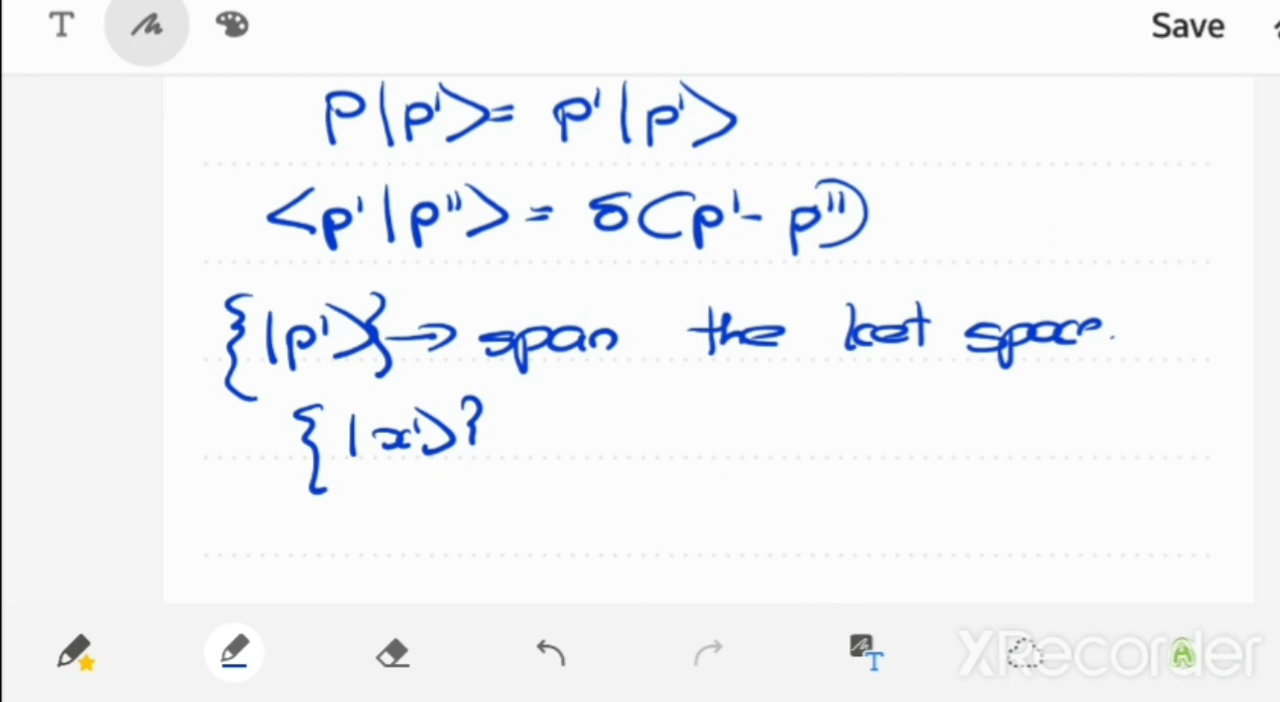 T Save
P|p'>= p'|p'>
<p'|p''> = δ(p'- p'')
{|p'>}→ span the ket space.
{|x'>}
T
XRecorder